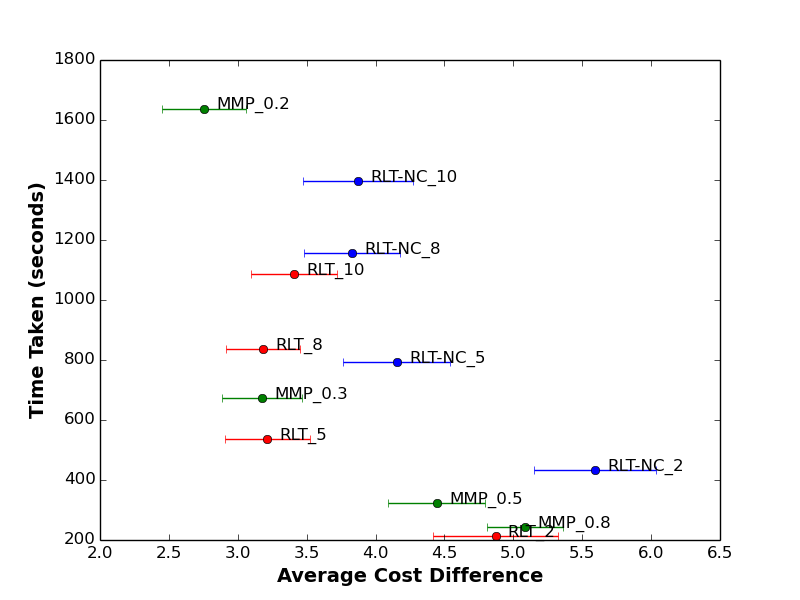 1800
MMP_0.2
1600
RLT-NC_10
1400
RLT-NC_8
1200
RLT_10
1000
RLT_8
RLT-NC_5
800
MMP_0.3
RLT_5
600
RLT-NC_2
400
MMP_0.5
MMP_0.8
RLT_2
200
2.0 2.5 3.0 3.5 4.0 4.5 5.0 5.5 6.0 6.5
Average Cost Difference
Time Taken (seconds)